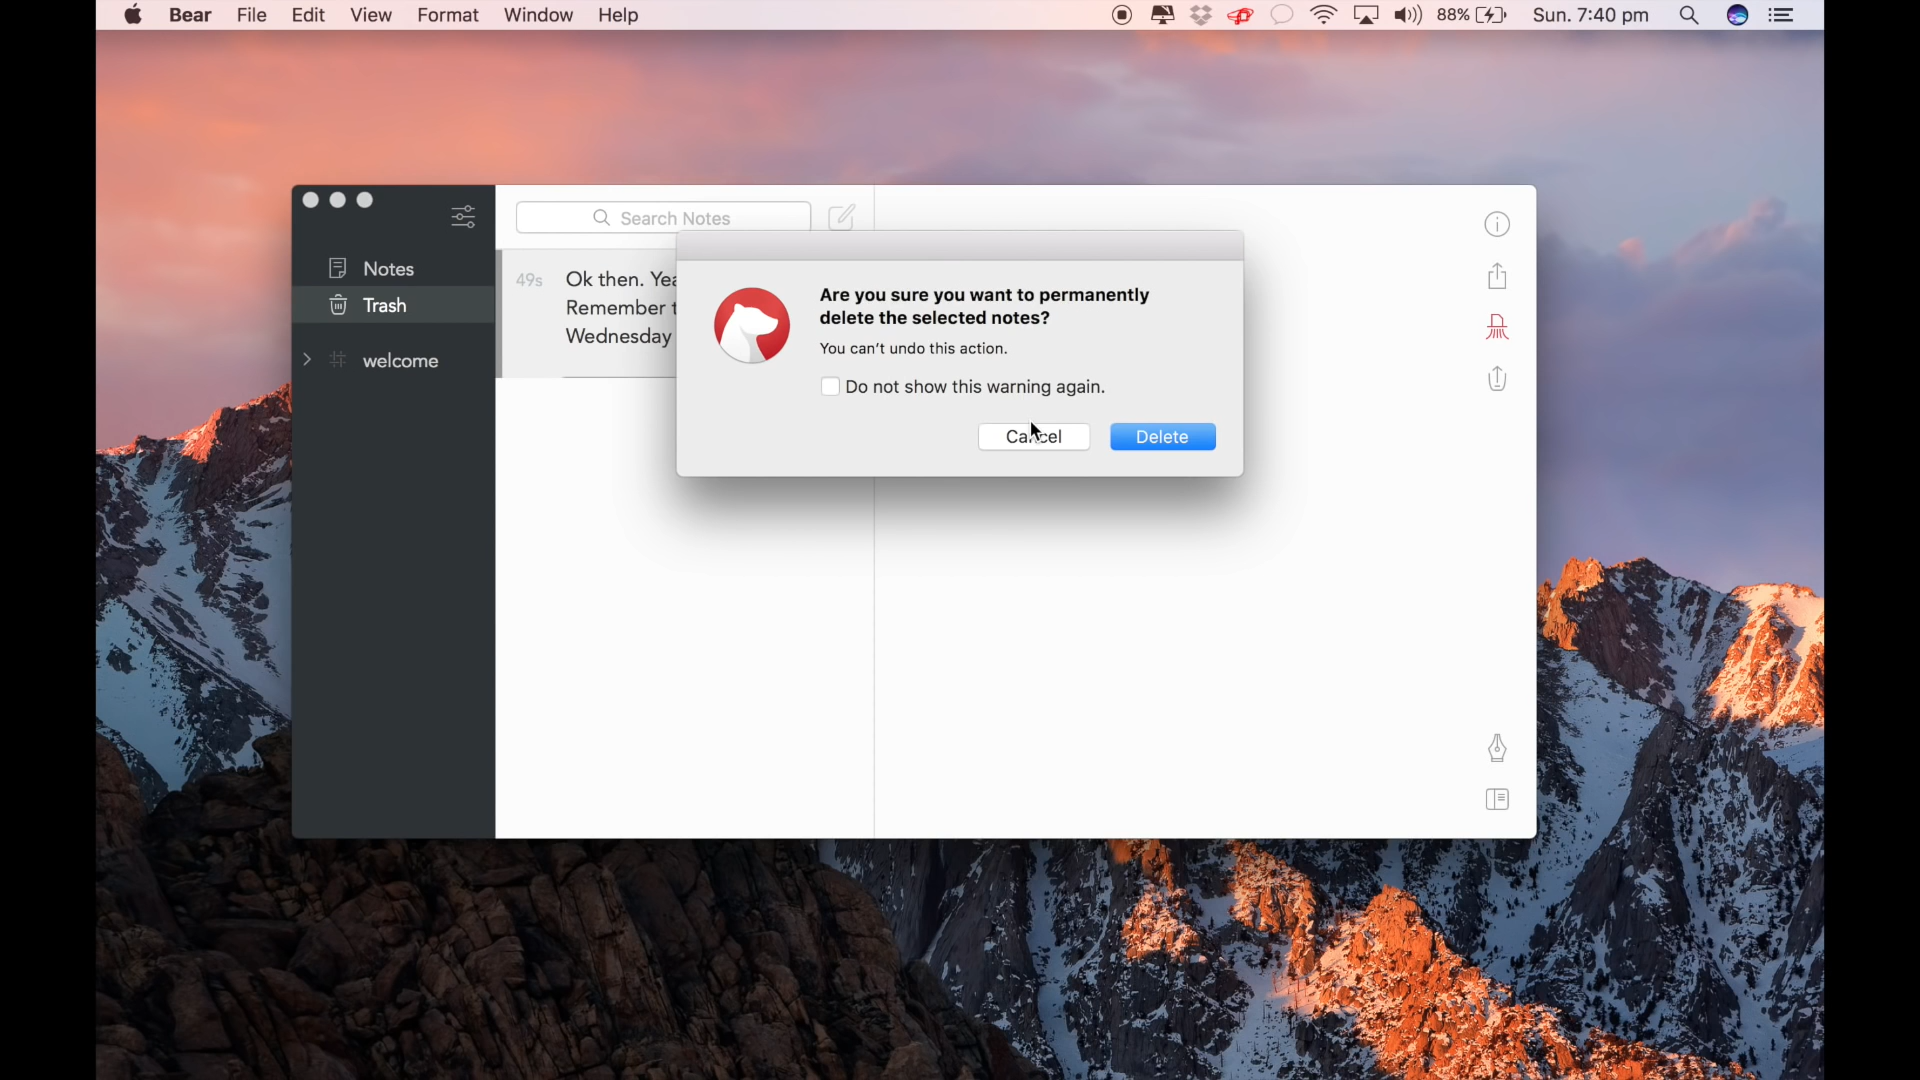 Bear File Edit View Format Window Help 88% Sun. 7:40 pm
Search Notes
Notes
Trash
welcome
49s Ok then.
Remember
Wednesday
Are you sure you want to permanently
delete the selected notes?
You can't undo this action.
Do not show this warning again.
Cancel Delete